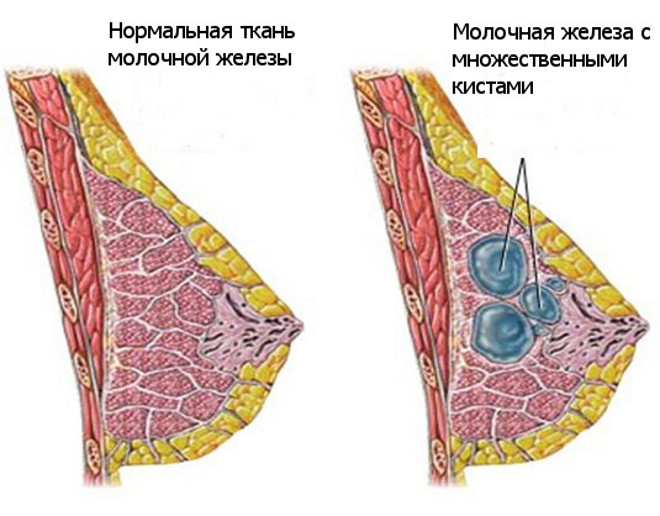 Нормальная ткань
молочной железы
Молочная железа с
множественными
кистами